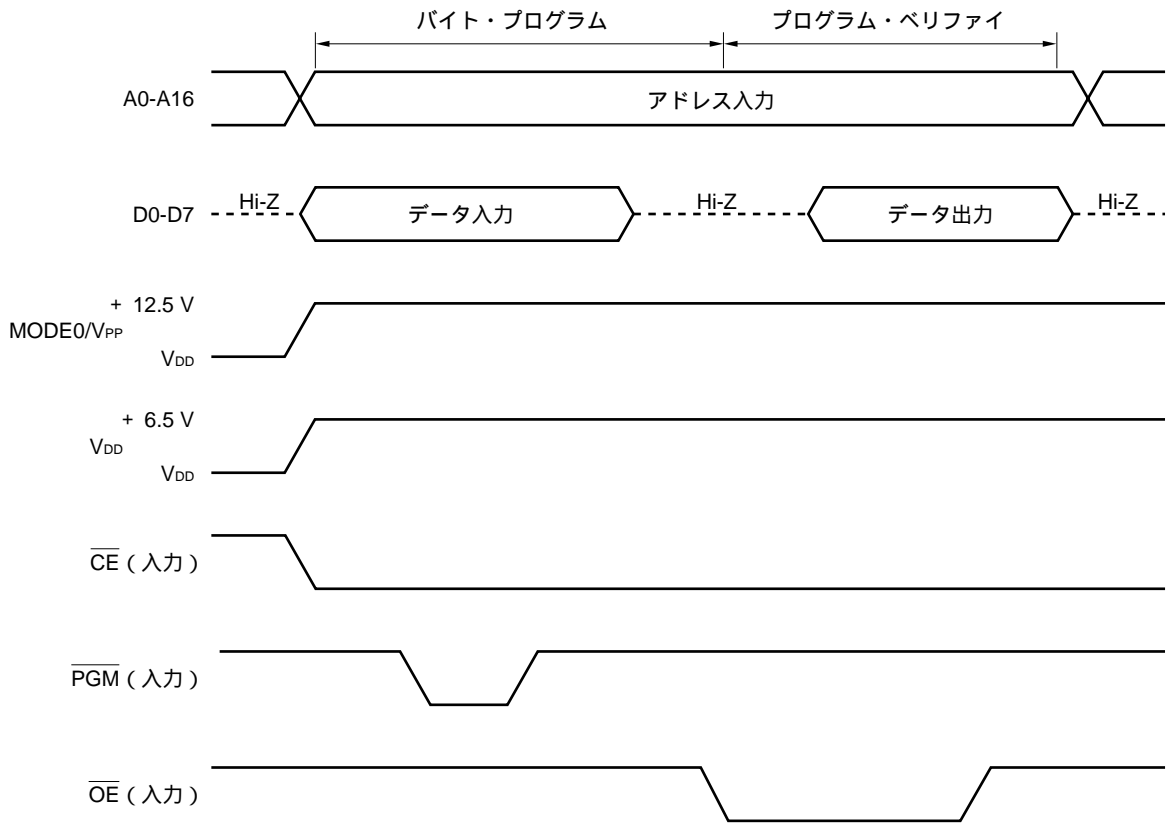 バイト・プログラム
プログラム・ベリファイ
A0-A16
アドレス入力
D0-D7
Hi-Z
データ入力
Hi-Z
データ出力
Hi-Z
+ 12.5 V
MODE0/VPP
VDD
+ 6.5 V
VDD
VDD
CE(入力)
PGM(入力)
OE(入力)